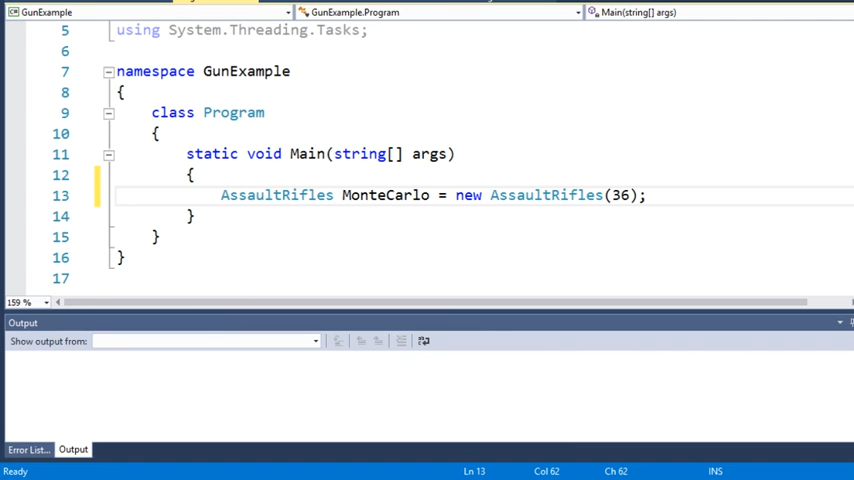 GunExample GunExample.Program Main(string[] args)
5 using System.Threading.Tasks;
6
7 namespace GunExample
8 {
9 class Program
10 {
11 static void Main(string[] args)
12 {
13 AssaultRifles MonteCarlo = new AssaultRifles(36);
14 }
15 }
16 }
17
159 %
Output
Show output from:
Error List... Output
Ready Ln 13 Col 62 Ch 62 INS